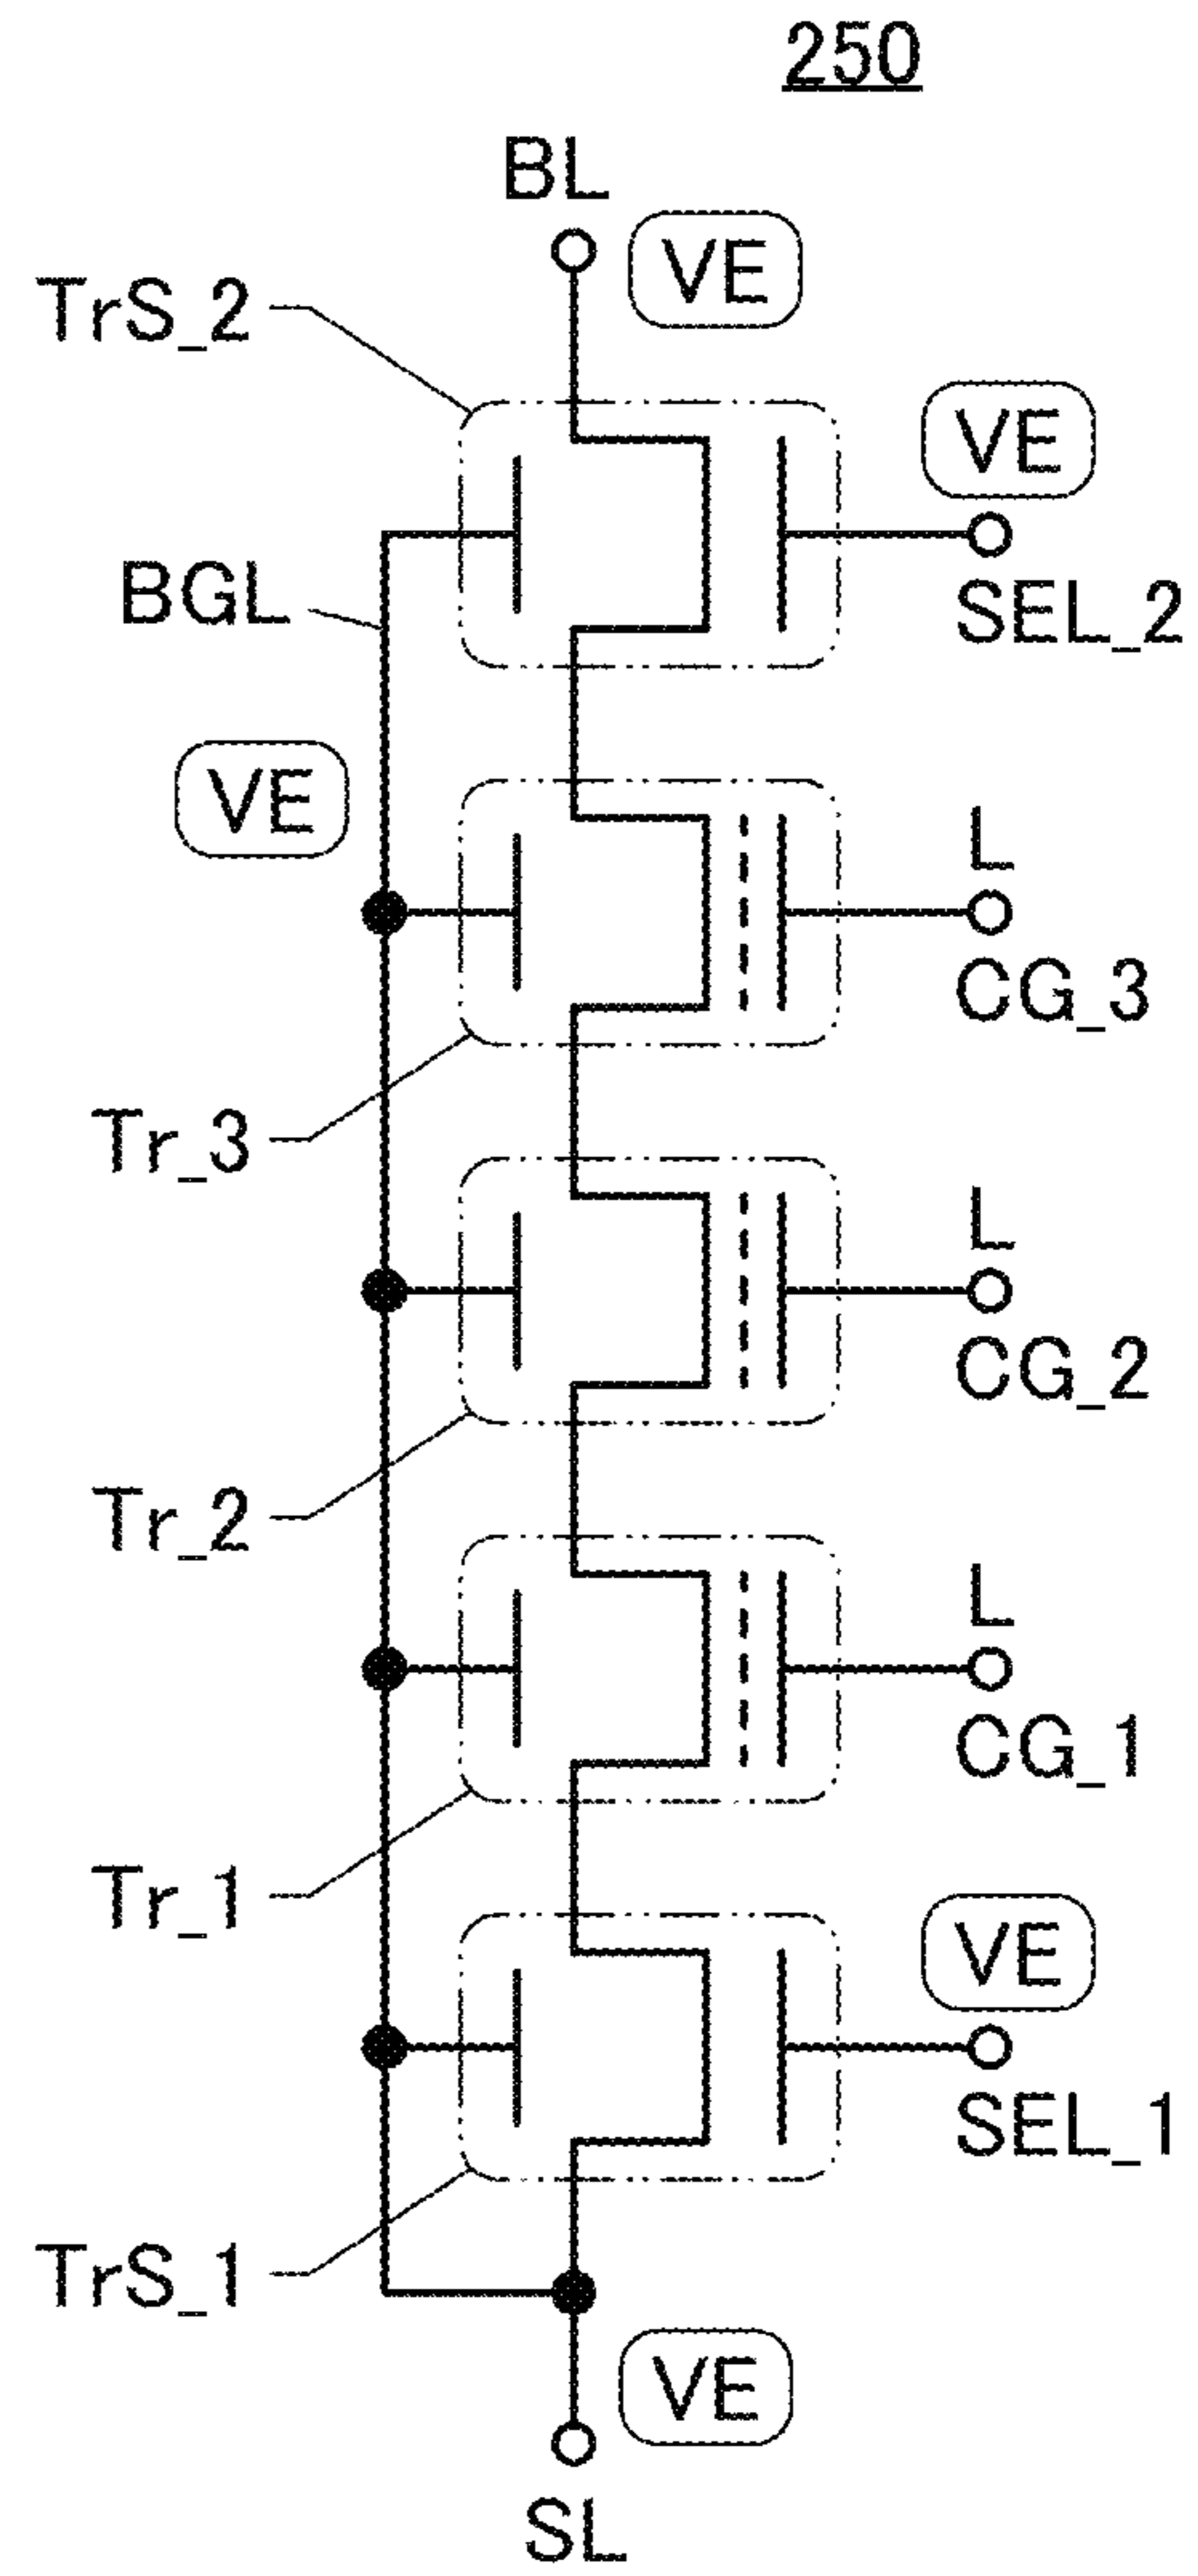 250
BL
VE
TrS_2
VE
SEL_2
BGL
VE
L
CG_3
Tr_3
L
CG_2
Tr_2
L
CG_1
Tr_1
VE
SEL_1
TrS_1
VE
SL